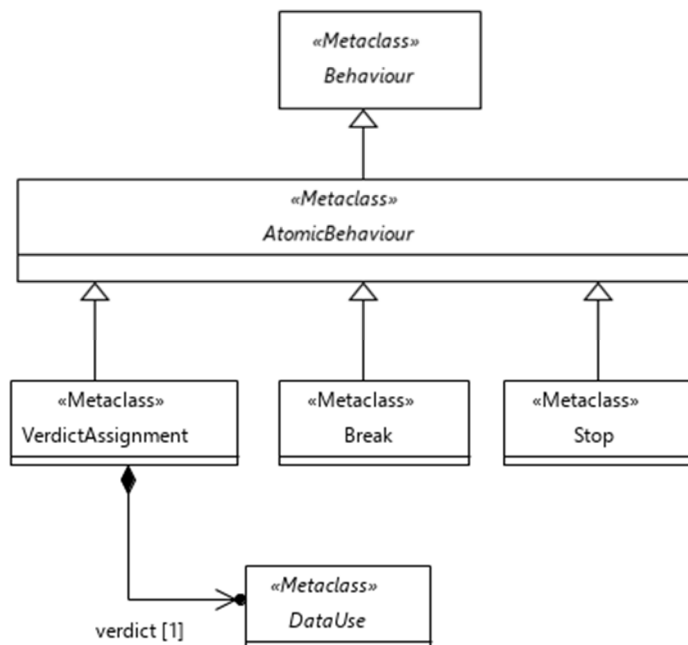 «Metaclass»
Behaviour
«Metaclass»
AtomicBehaviour
«Metaclass»
VerdictAssignment
«Metaclass»
Break
«Metaclass»
Stop
«Metaclass»
DataUse
verdict [1]